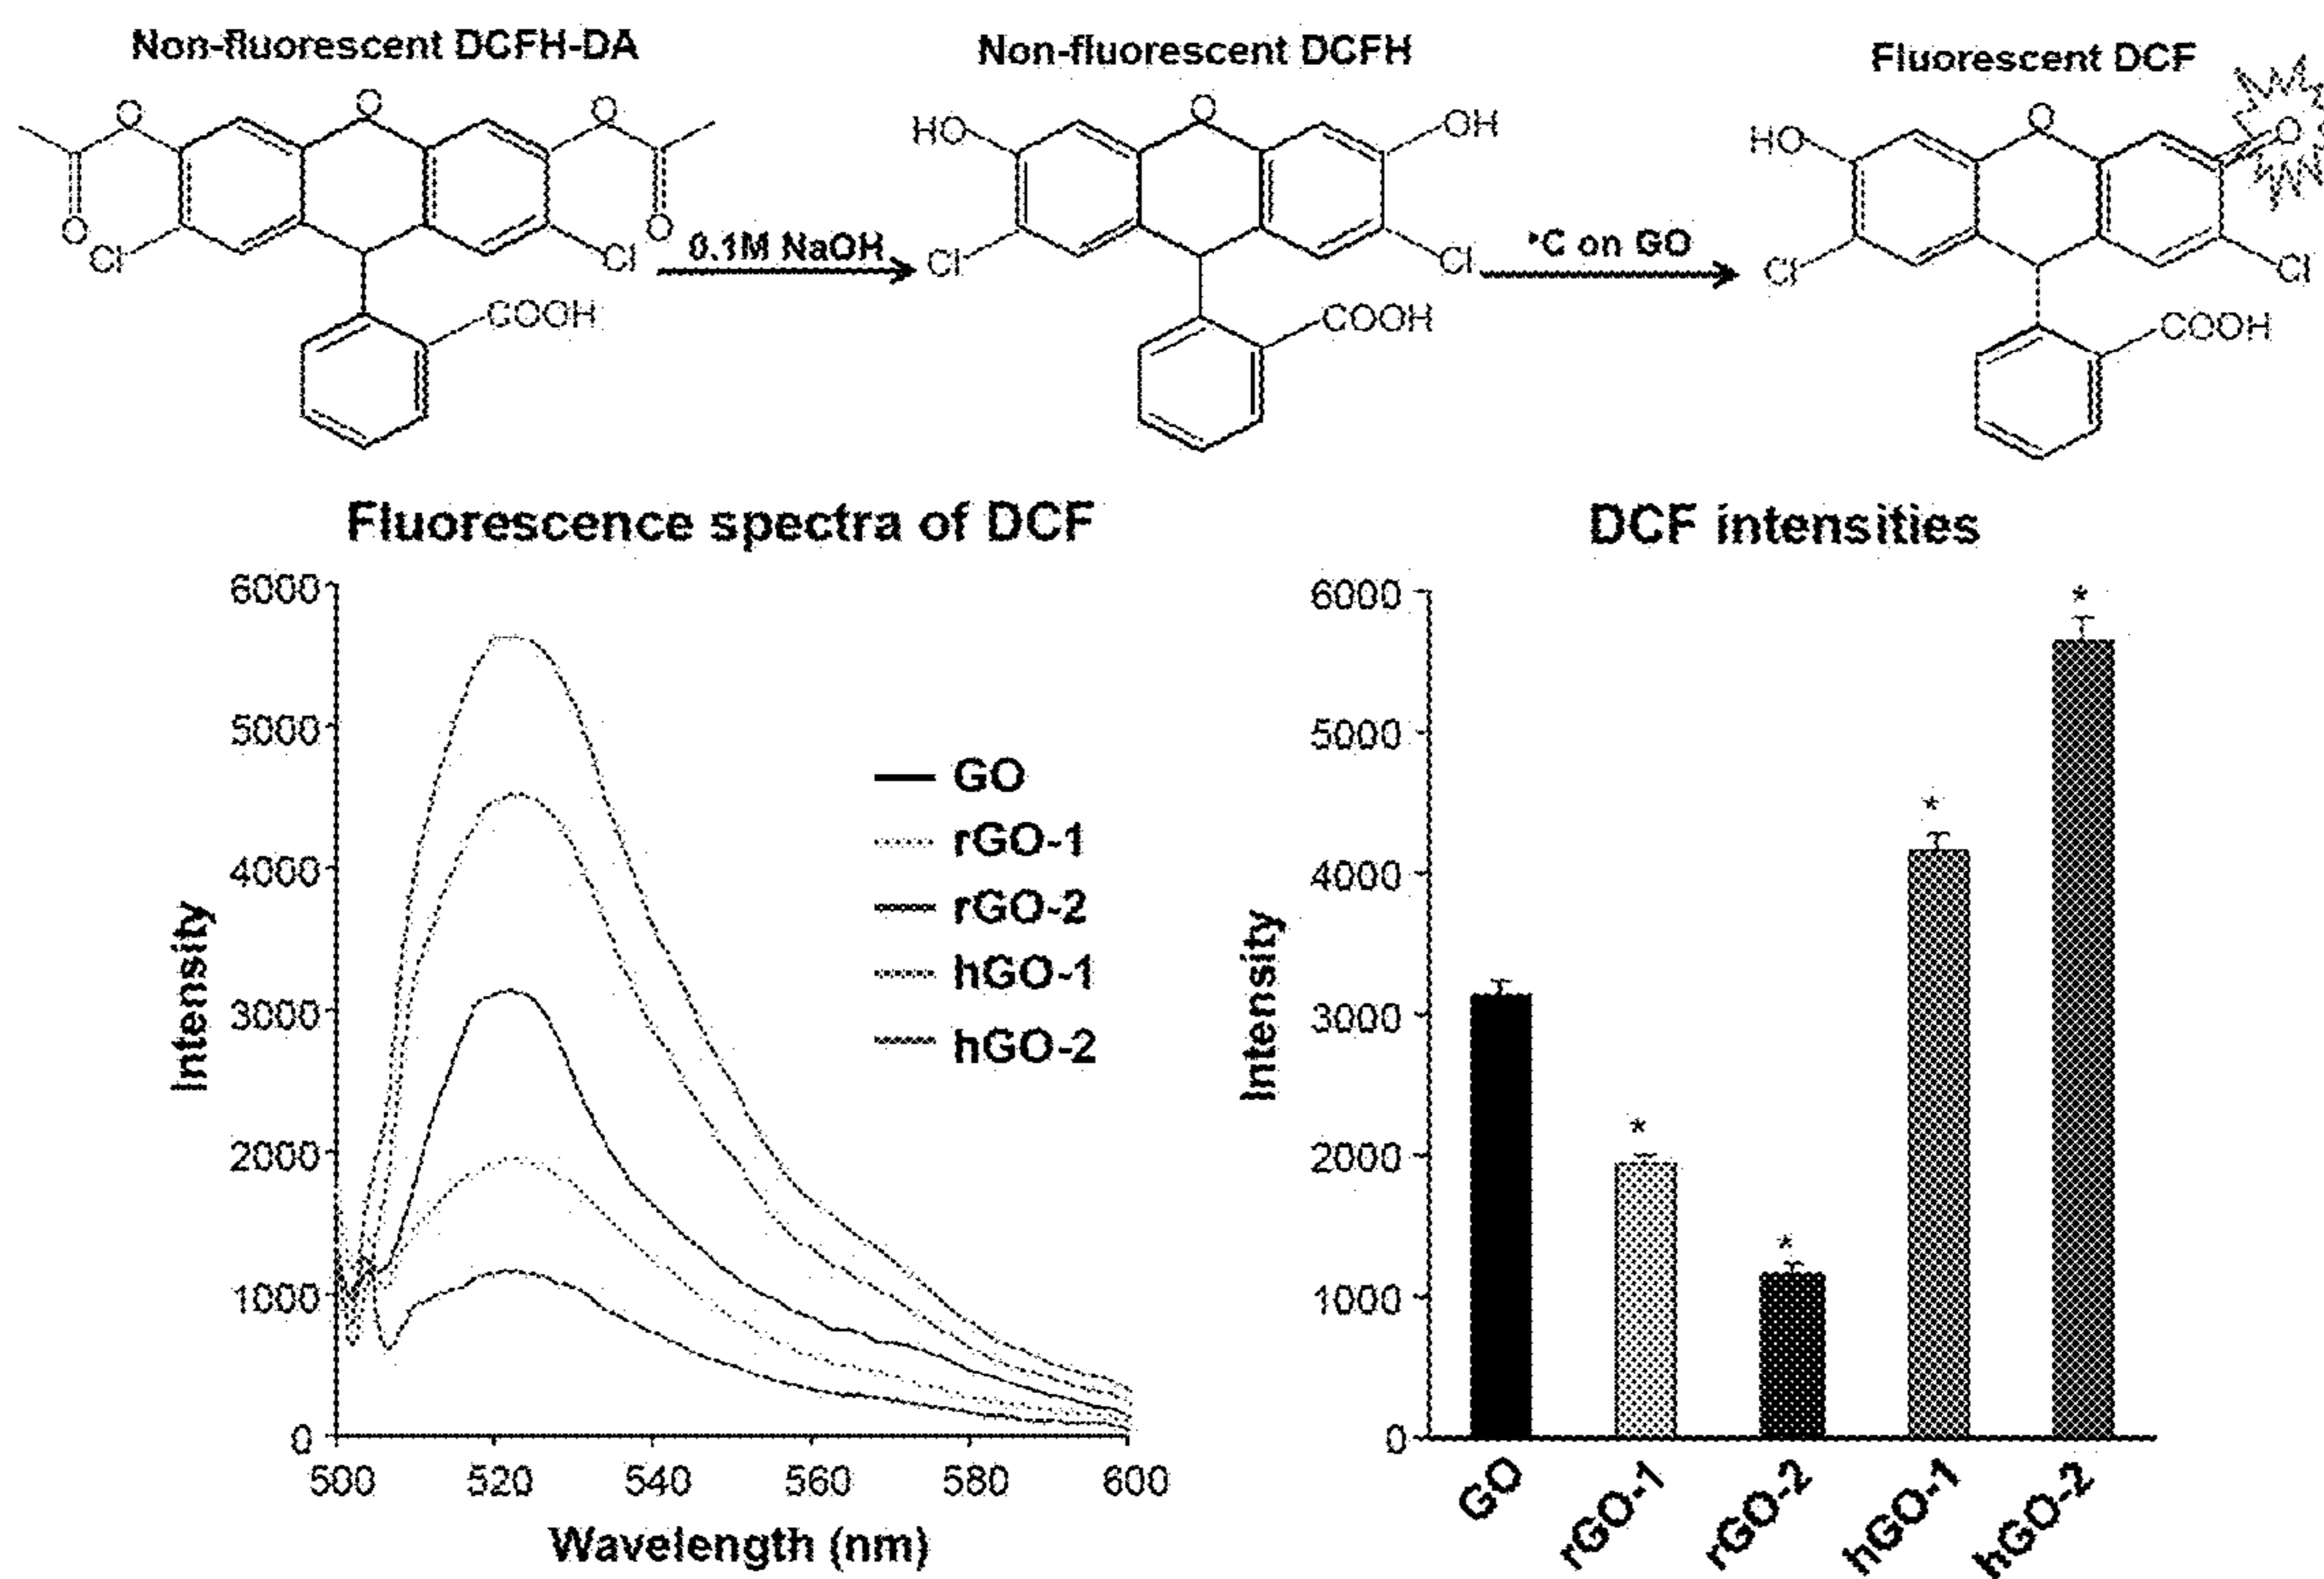 Non-fluorescent DCFH-DA
Non-fluorescent DCFH
Fluorescent DCF
O
O
O
O
O
Cl
Cl
COOH
0.1M NaOH
HO
O
OH
Cl
Cl
COOH
•C on GO
HO
O
O
Cl
Cl
COOH
Fluorescence spectra of DCF
6000
5000
4000
3000
2000
1000
0
Intensity
500
520
540
560
580
600
Wavelength (nm)
GO
rGO-1
rGO-2
hGO-1
hGO-2
DCF intensities
6000
5000
4000
3000
2000
1000
0
Intensity
*
*
*
*
GO
rGO-1
rGO-2
hGO-1
hGO-2